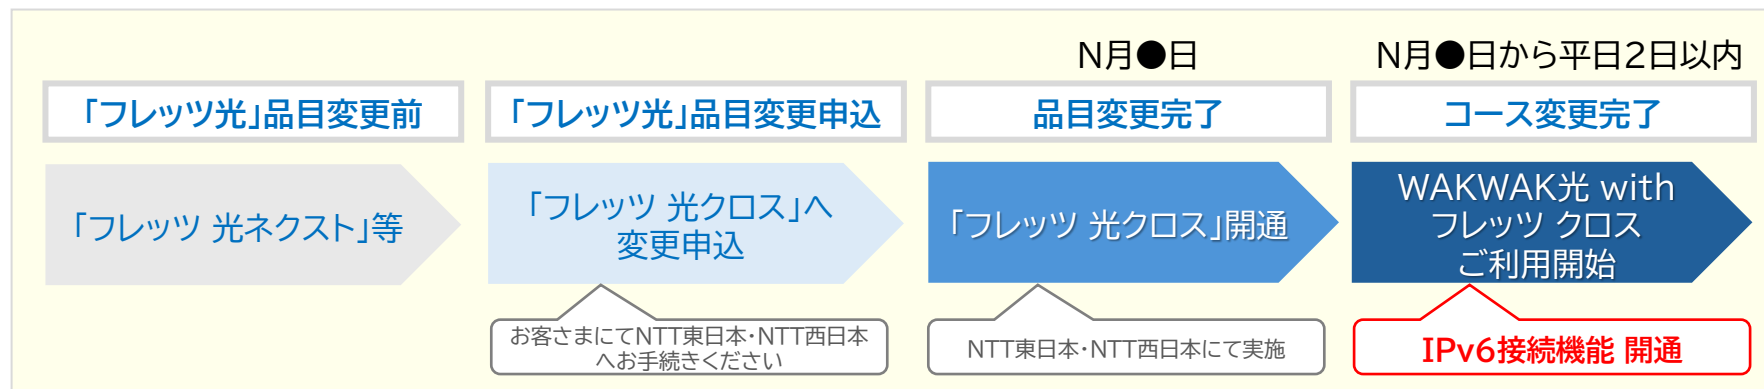 N月●日
N月●日から平日2日以内
「フレッツ光」品目変更前
「フレッツ光」品目変更申込
品目変更完了
コース変更完了
「フレッツ 光ネクスト」等
「フレッツ 光クロス」へ
変更申込
「フレッツ 光クロス」開通
WAKWAK光 with
フレッツ クロス
ご利用開始
お客さまにてNTT東日本・NTT西日本
へお手続きください
NTT東日本・NTT西日本にて実施
IPv6接続機能 開通